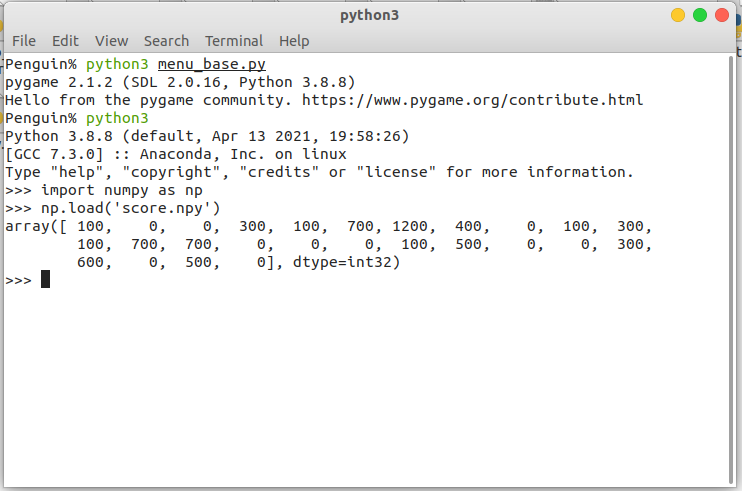 python3
File Edit View Search Terminal Help
Penguin% python3 menu_base.py
pygame 2.1.2 (SDL 2.0.16, Python 3.8.8)
Hello from the pygame community. https://www.pygame.org/contribute.html
Penguin% python3
Python 3.8.8 (default, Apr 13 2021, 19:58:26)
[GCC 7.3.0] :: Anaconda, Inc. on linux
Type "help", "copyright", "credits" or "license" for more information.
>>> import numpy as np
>>> np.load('score.npy')
array([ 100,    0,    0,  300,  100,  700, 1200,  400,    0,  100,  300,
        100,  700,  700,    0,    0,    0,  100,  500,    0,    0,  300,
        600,    0,  500,    0], dtype=int32)
>>>